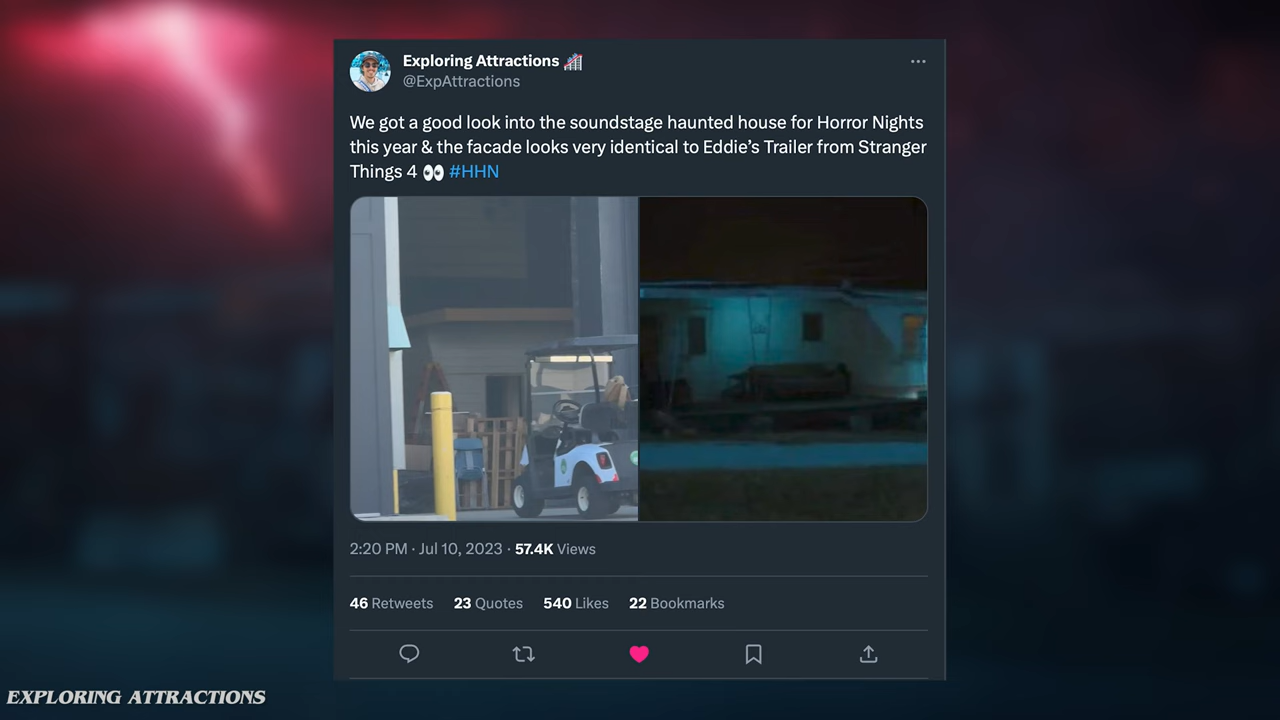 Exploring Attractions 🎢
@ExpAttractions
We got a good look into the soundstage haunted house for Horror Nights
this year & the facade looks very identical to Eddie’s Trailer from Stranger
Things 4 👀 #HHN
2:20 PM · Jul 10, 2023 · 57.4K Views
46 Retweets 23 Quotes 540 Likes 22 Bookmarks
EXPLORING ATTRACTIONS